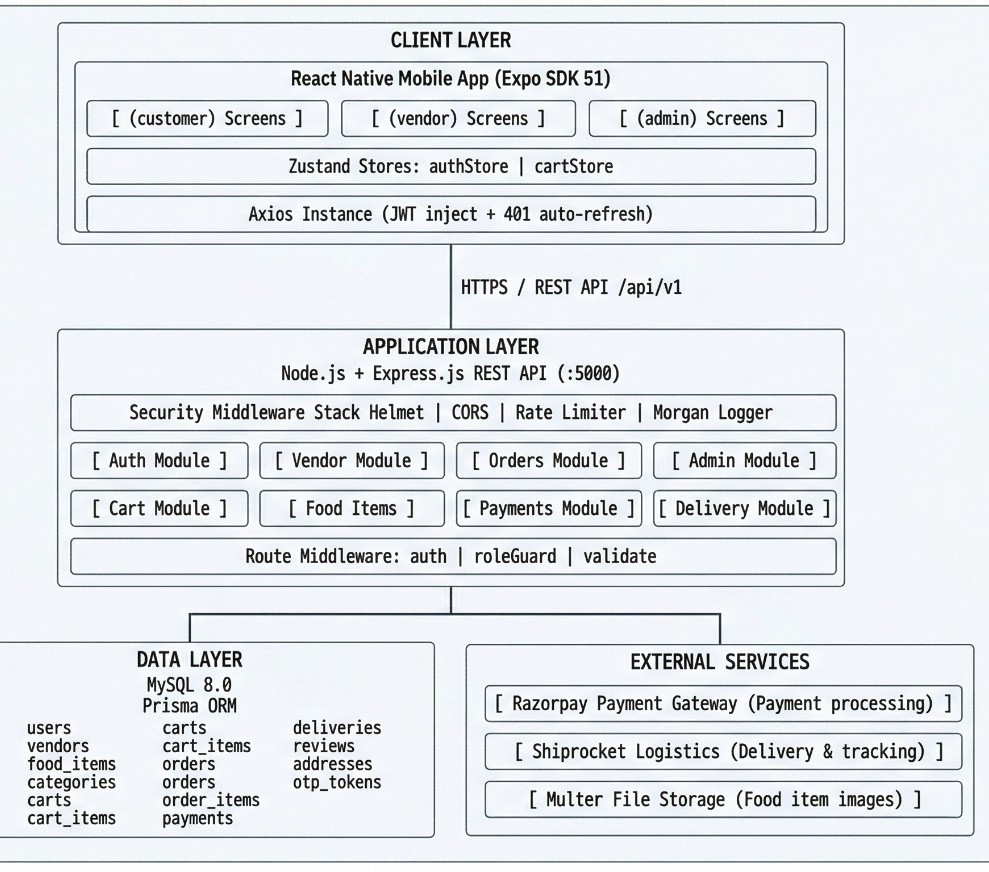 CLIENT LAYER
React Native Mobile App (Expo SDK 51)
[ (customer) Screens ]
[ (vendor) Screens ]
[ (admin) Screens ]
Zustand Stores: authStore | cartStore
Axios Instance (JWT inject + 401 auto-refresh)
HTTPS / REST API /api/v1
APPLICATION LAYER
Node.js + Express.js REST API (:5000)
Security Middleware Stack Helmet | CORS | Rate Limiter | Morgan Logger
[ Auth Module ]
[ Vendor Module ]
[ Orders Module ]
[ Admin Module ]
[ Cart Module ]
[ Food Items ]
[ Payments Module ]
[ Delivery Module ]
Route Middleware: auth | roleGuard | validate
DATA LAYER
MySQL 8.0
Prisma ORM
users
vendors
food_items
categories
carts
cart_items
carts
cart_items
orders
orders
order_items
payments
deliveries
reviews
addresses
otp_tokens
EXTERNAL SERVICES
[ Razorpay Payment Gateway (Payment processing) ]
[ Shiprocket Logistics (Delivery & tracking) ]
[ Multer File Storage (Food item images) ]